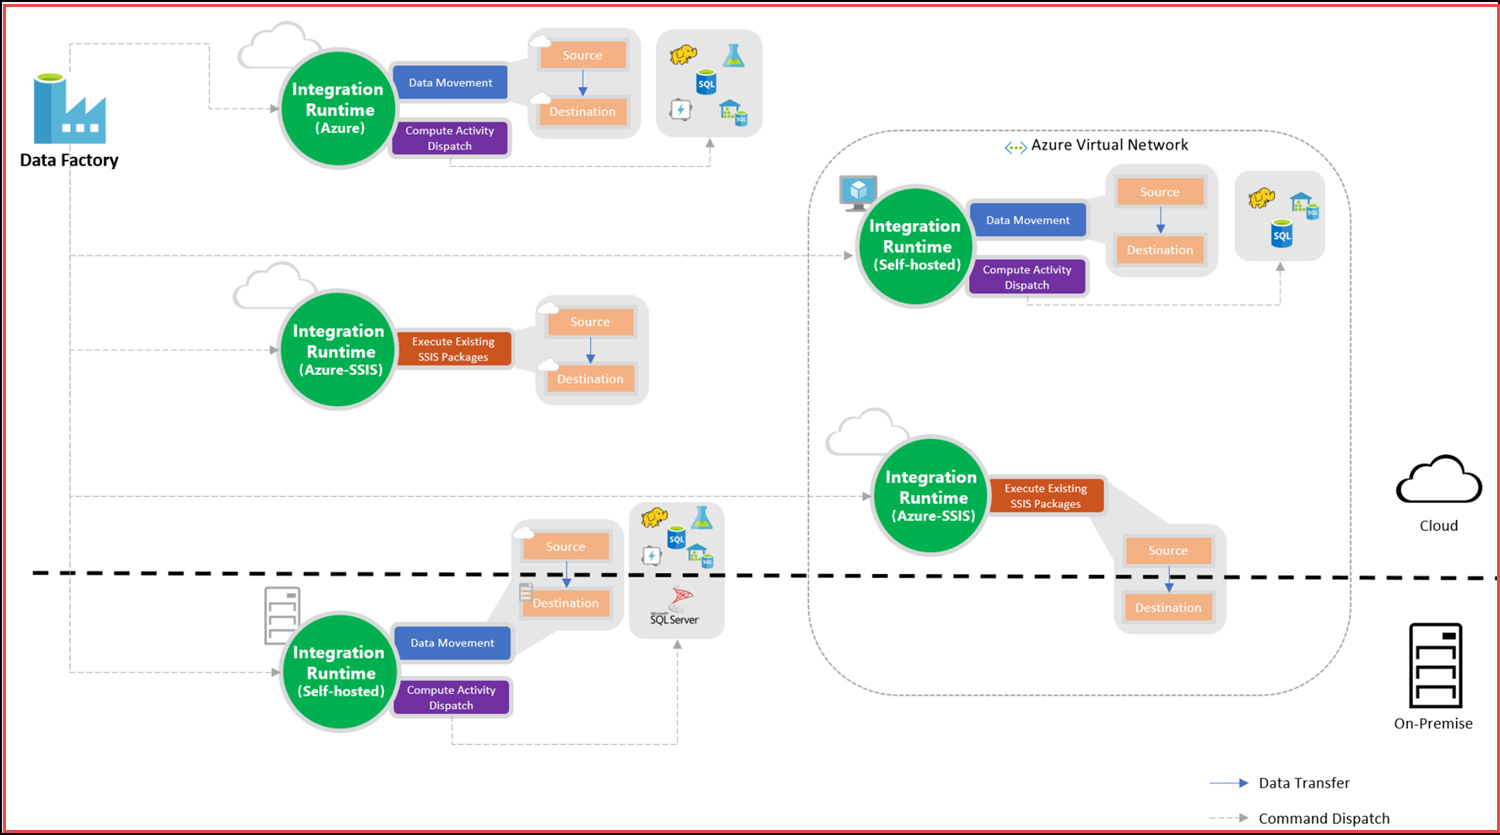 Data Factory
Integration
Runtime
(Azure)
Data Movement
Compute Activity
Dispatch
Source
Destination
SQL
Azure Virtual Network
Integration
Runtime
(Self-hosted)
Data Movement
Compute Activity
Dispatch
Source
Destination
SQL
SQL
Integration
Runtime
(Azure-SSIS)
Execute Existing
SSIS Packages
Source
Destination
Integration
Runtime
(Azure-SSIS)
Execute Existing
SSIS Packages
Source
Destination
Cloud
Integration
Runtime
(Self-hosted)
Data Movement
Compute Activity
Dispatch
Source
Destination
SQL
SQL
Microsoft
SQL Server
On-Premise
Data Transfer
Command Dispatch